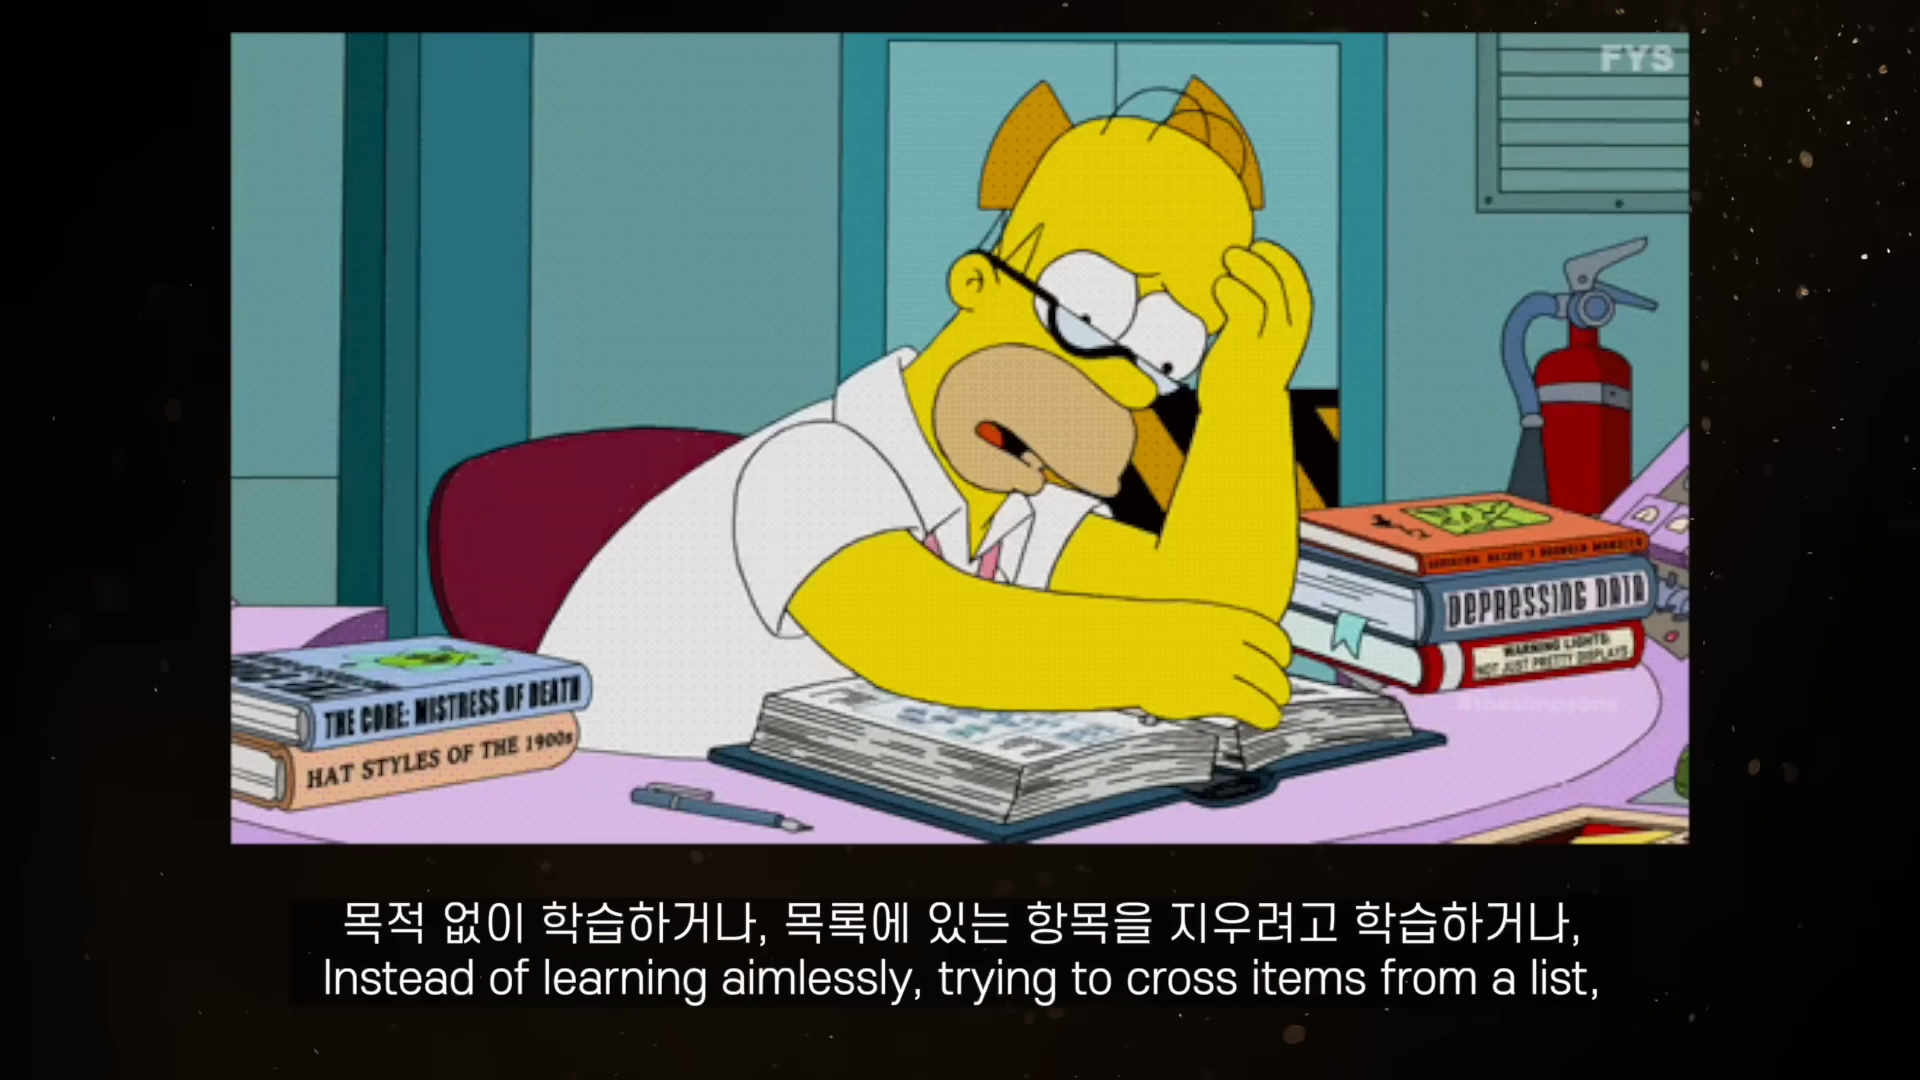 FYS
DEPRESSING DATA
WARNING LIGHTS:
NOT JUST PRETTY DISPLAYS
#thesimpsons
THE CORE: MISTRESS OF DEATH
HAT STYLES OF THE 1900s
목적 없이 학습하거나, 목록에 있는 항목을 지우려고 학습하거나,
Instead of learning aimlessly, trying to cross items from a list,